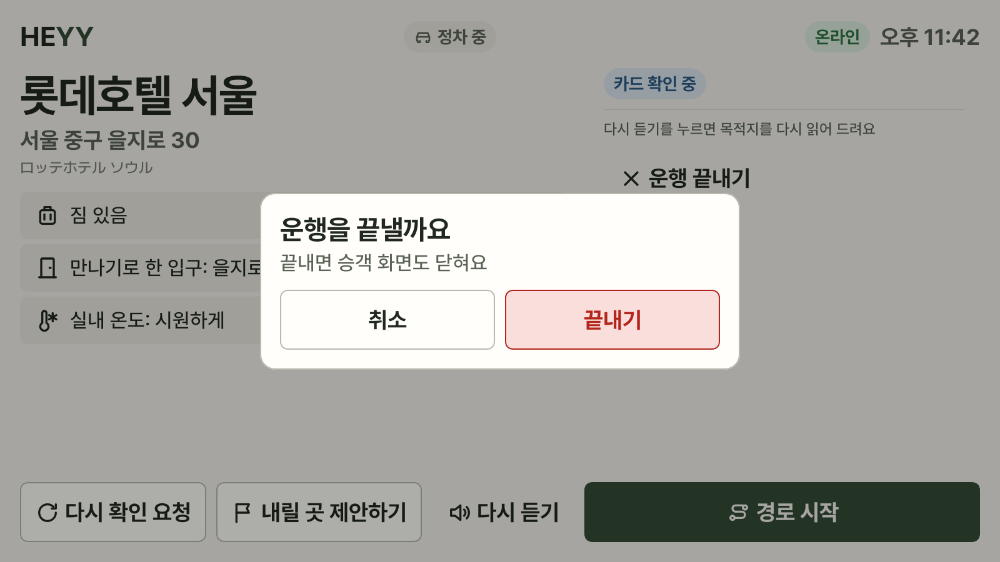 HEYY
정차 중
온라인 오후 11:42
롯데호텔 서울
서울 중구 을지로 30
ロッテホテル ソウル
짐 있음
만나기로 한 입구: 을지로
실내 온도: 시원하게
카드 확인 중
다시 듣기를 누르면 목적지를 다시 읽어 드려요
운행 끝내기
운행을 끝낼까요
끝내면 승객 화면도 닫혀요
취소
끝내기
다시 확인 요청
내릴 곳 제안하기
다시 듣기
경로 시작